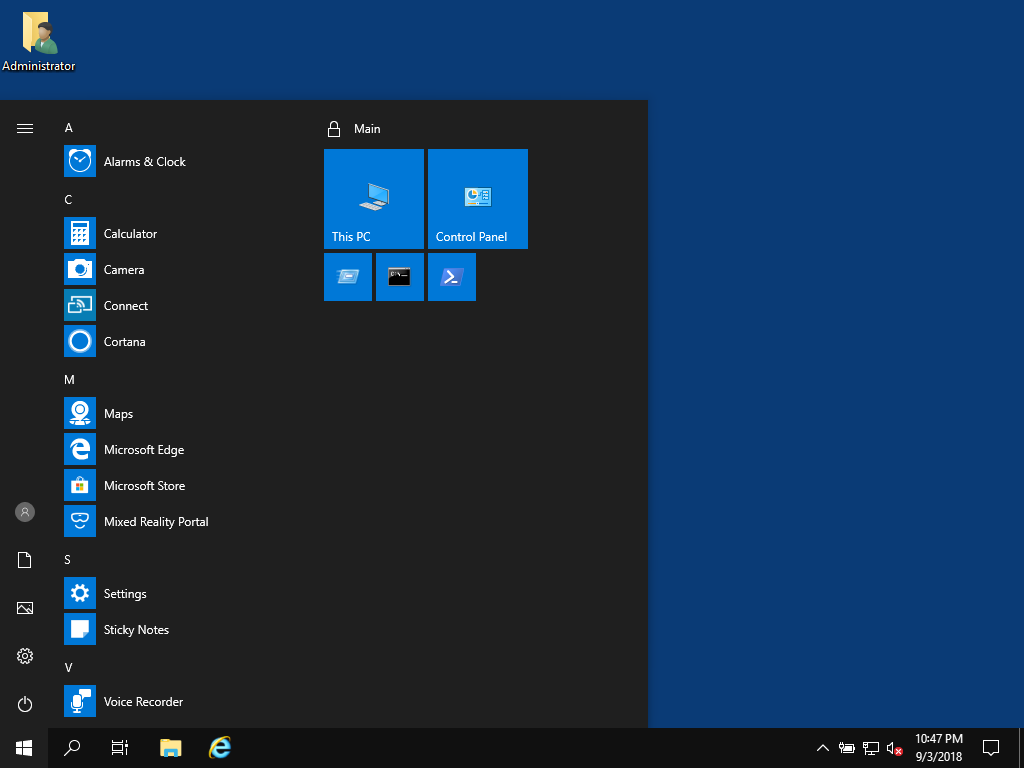 Administrator
A
Alarms & Clock
C
Calculator
Camera
Connect
Cortana
M
Maps
Microsoft Edge
Microsoft Store
Mixed Reality Portal
S
Settings
Sticky Notes
V
Voice Recorder
Main
This PC
Control Panel
10:47 PM
9/3/2018